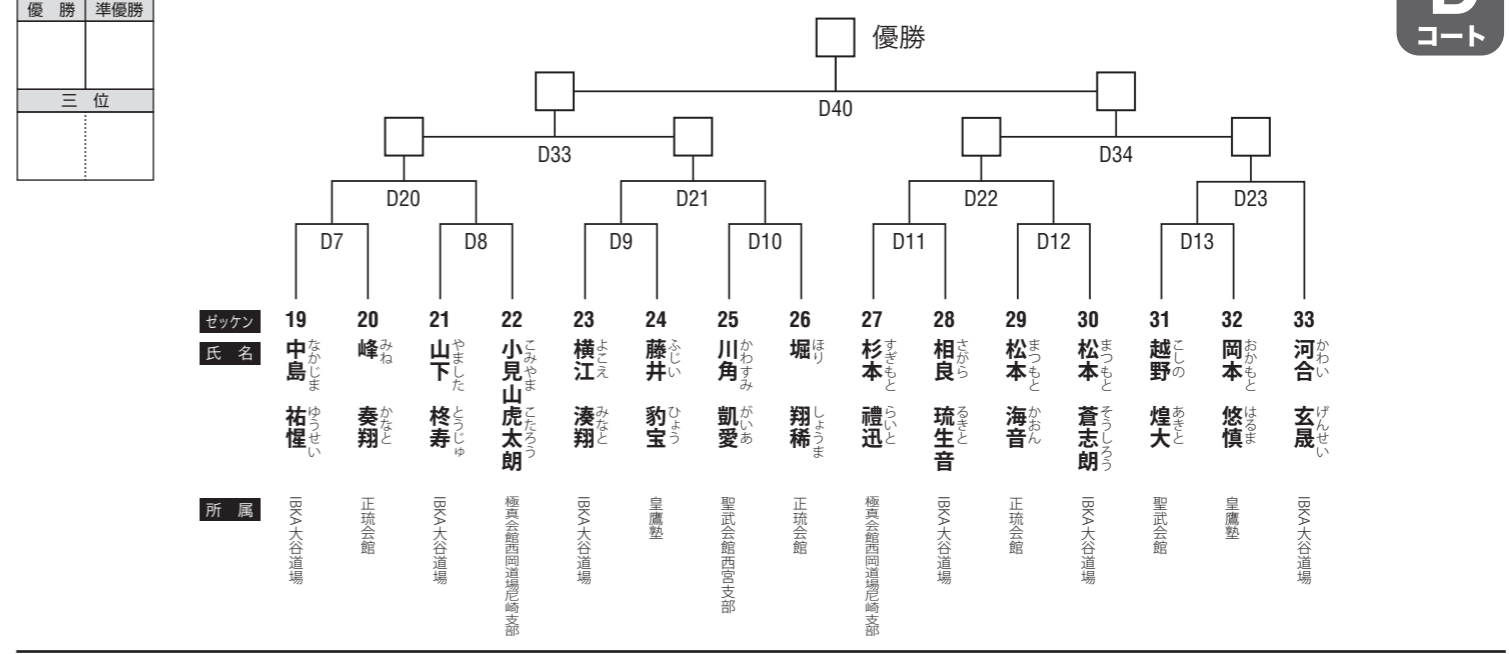 優 勝 準優勝
三 位
D
コート
優勝
D40
D33 D34
D20 D21 D22 D23
D7 D8 D9 D10 D11 D12 D13
ゼッケン 19 20 21 22 23 24 25 26 27 28 29 30 31 32 33
氏 名
中島 祐惺 なかじま ゆうせい
峰 奏翔 みね かなと
山下 柊寿 やました とうじゅ
小見山 虎太朗 こみやま こたろう
横江 湊翔 よこえ みなと
藤井 豹宝 ふじい ひょう
川角 凱愛 かわすみ がいあ
堀 翔稀 ほり しょうま
杉本 禮迅 すぎもと らいと
相良 琉生音 さがら るきと
松本 海音 まつもと かおん
松本 蒼志朗 まつもと そうしろう
越野 煌大 こしの あきと
岡本 悠慎 おかもと はるま
河合 玄晟 かわい げんせい
所 属
IBKA大谷道場
正琉会館
IBKA大谷道場
極真会館西岡道場尼崎支部
IBKA大谷道場
皇鷹塾
聖武会館西宮支部
正琉会館
極真会館西岡道場尼崎支部
IBKA大谷道場
正琉会館
IBKA大谷道場
聖武会館
皇鷹塾
IBKA大谷道場